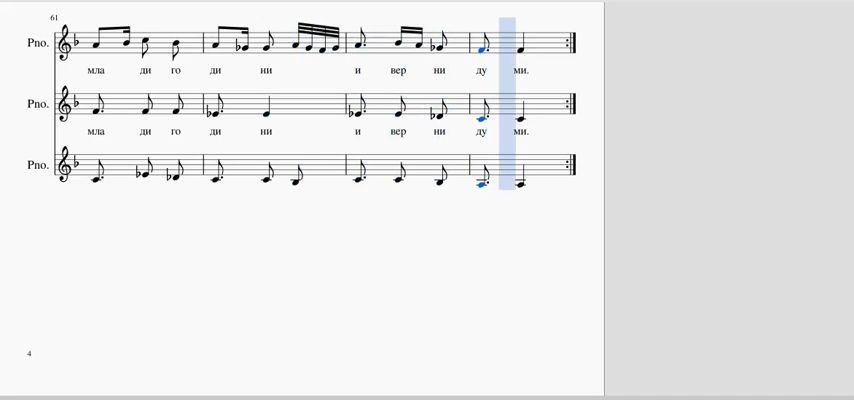 61
Pno.
мла ди го ди ни и вер ни ду ми.
Pno.
мла ди го ди ни и вер ни ду ми.
Pno.
4